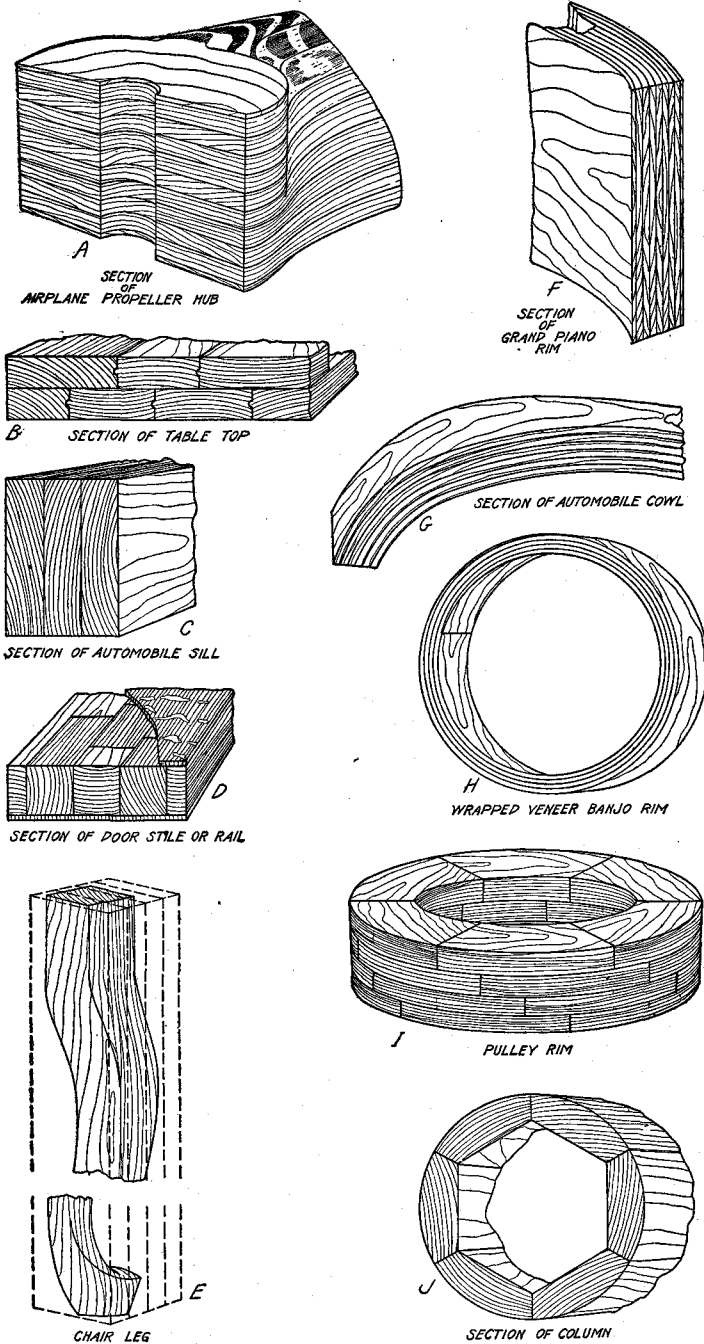 A
SECTION
OF
AIRPLANE PROPELLER HUB
B SECTION OF TABLE TOP
C
SECTION OF AUTOMOBILE SILL
D
SECTION OF DOOR STILE OR RAIL
E
CHAIR LEG
F
SECTION
OF
GRAND PIANO
RIM
SECTION OF AUTOMOBILE COWL
G
H
WRAPPED VENEER BANJO RIM
I
PULLEY RIM
J
SECTION OF COLUMN